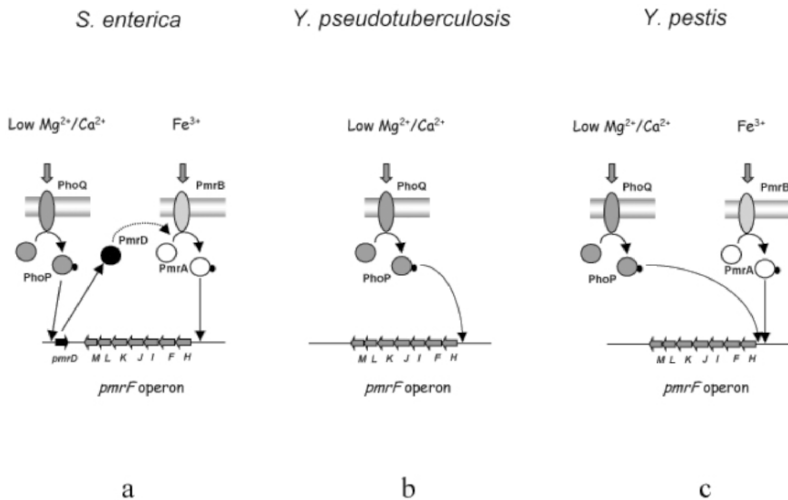 S. enterica
Y. pseudotuberculosis
Y. pestis
Low Mg²⁺/Ca²⁺
Fe³⁺
PhoQ
PmrB
PmrD
PhoP
PmrA
pmrD
M L K J I F H
pmrF operon
a
Low Mg²⁺/Ca²⁺
PhoQ
PhoP
M L K J I F H
pmrF operon
b
Low Mg²⁺/Ca²⁺
Fe³⁺
PhoQ
PmrB
PhoP
PmrA
M L K J I F H
pmrF operon
c